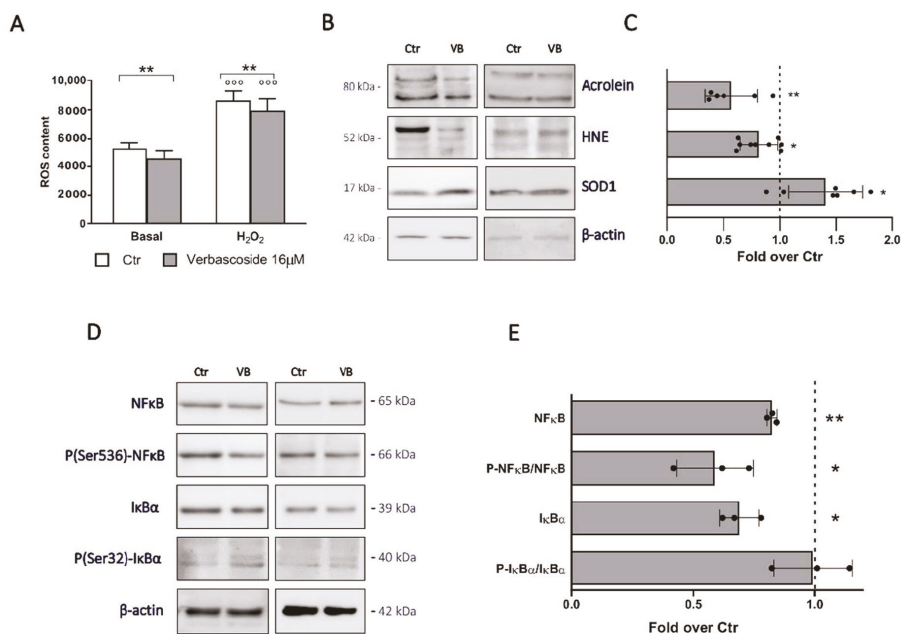 A
ROS content
10,000
8000
6000
4000
2000
0
**
**
°°° °°°
Basal H₂O₂
Ctr Verbascoside 16μM
B
Ctr VB Ctr VB
80 kDa - Acrolein
52 kDa - HNE
17 kDa - SOD1
42 kDa - β-actin
C
**
*
*
0.0 0.5 1.0 1.5 2.0
Fold over Ctr
D
Ctr VB Ctr VB
NFκB - 65 kDa
P(Ser536)-NFκB - 66 kDa
IκBα - 39 kDa
P(Ser32)-IκBα - 40 kDa
β-actin - 42 kDa
E
NFκB **
P-NFκB/NFκB *
IκBα *
P-IκBα/IκBα
0.0 0.5 1.0
Fold over Ctr